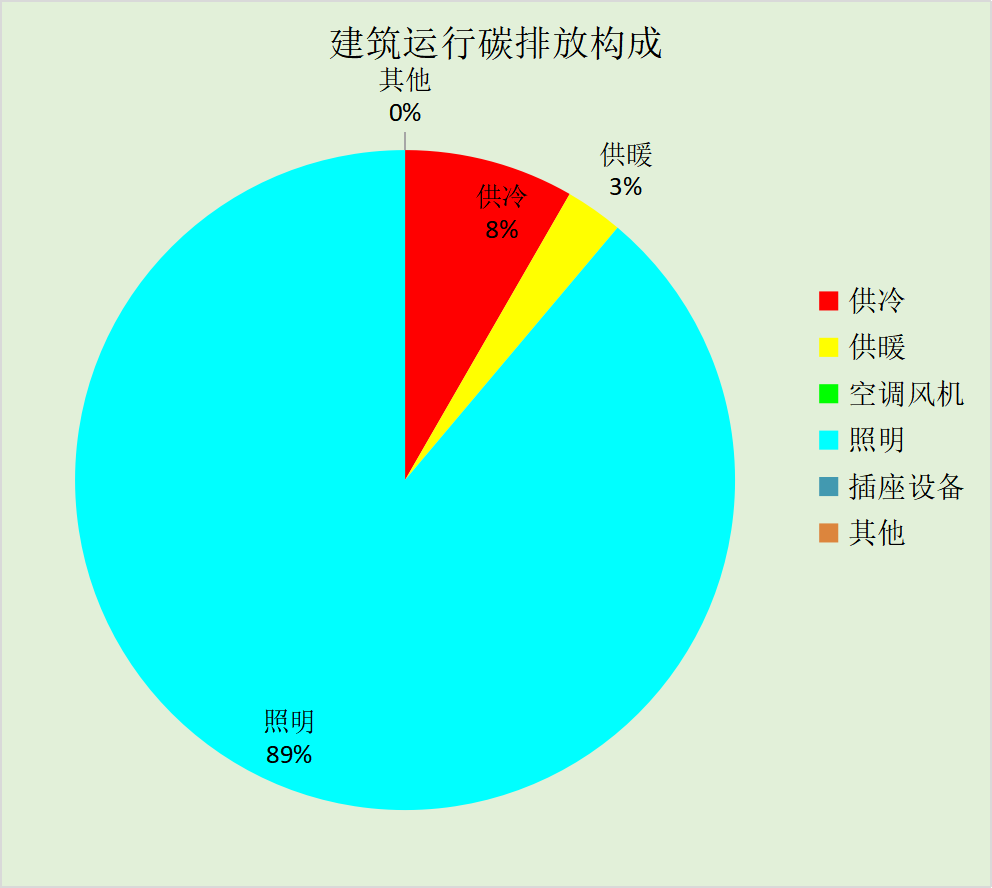 建筑运行碳排放构成
其他
0%
供暖
3%
供冷
8%
照明
89%
供冷
供暖
空调风机
照明
插座设备
其他